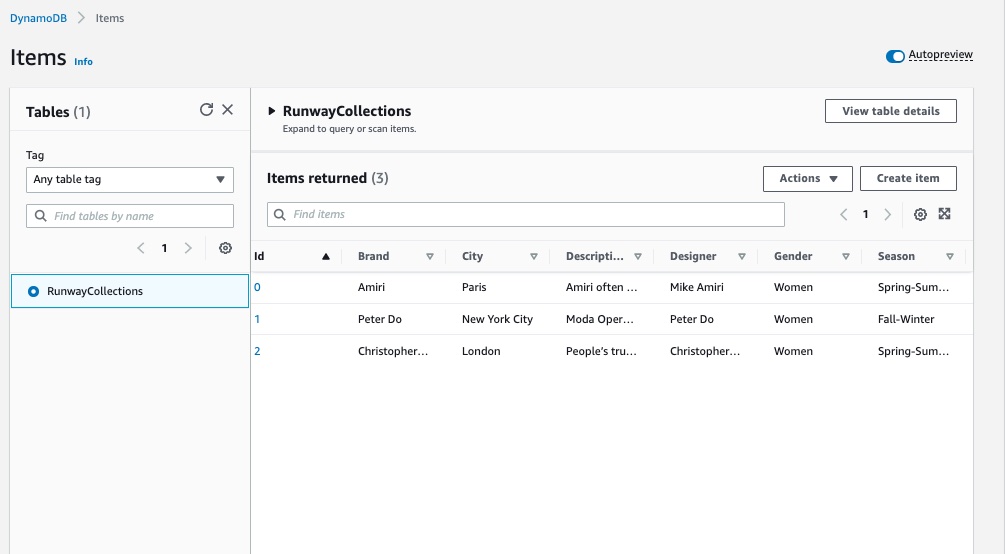 DynamoDB > Items
Items Info
Autopreview
Tables (1)
Tag
Any table tag
Find tables by name
1
RunwayCollections
RunwayCollections
Expand to query or scan items.
View table details
Items returned (3)
Actions
Create item
Find items
1
Id Brand City Descripti... Designer Gender Season
0 Amiri Paris Amiri often ... Mike Amiri Women Spring-Sum...
1 Peter Do New York City Moda Oper... Peter Do Women Fall-Winter
2 Christopher... London People's tru... Christopher... Women Spring-Sum...